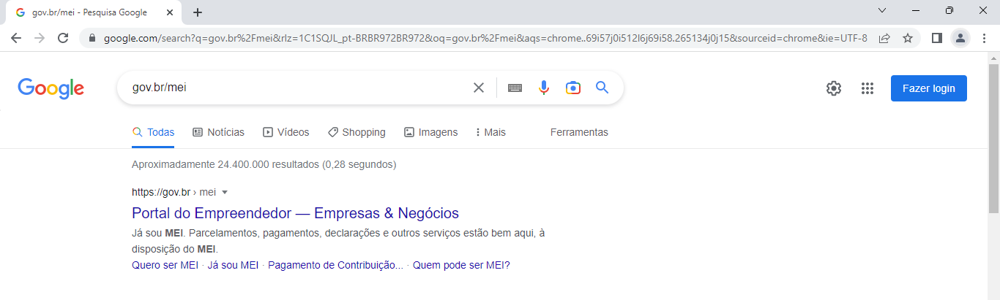 gov.br/mei - Pesquisa Google
google.com/search?q=gov.br%2Fmei&rlz=1C1SQJL_pt-BRBR972BR972&oq=gov.br%2Fmei&aqs=chrome..69i57j0i512l6j69i58.265134j0j15&sourceid=chrome&ie=UTF-8
Google
gov.br/mei
Fazer login
Todas Notícias Vídeos Shopping Imagens Mais Ferramentas
Aproximadamente 24.400.000 resultados (0,28 segundos)
https://gov.br › mei
Portal do Empreendedor — Empresas & Negócios
Já sou MEI. Parcelamentos, pagamentos, declarações e outros serviços estão bem aqui, à
disposição do MEI.
Quero ser MEI · Já sou MEI · Pagamento de Contribuição... · Quem pode ser MEI?